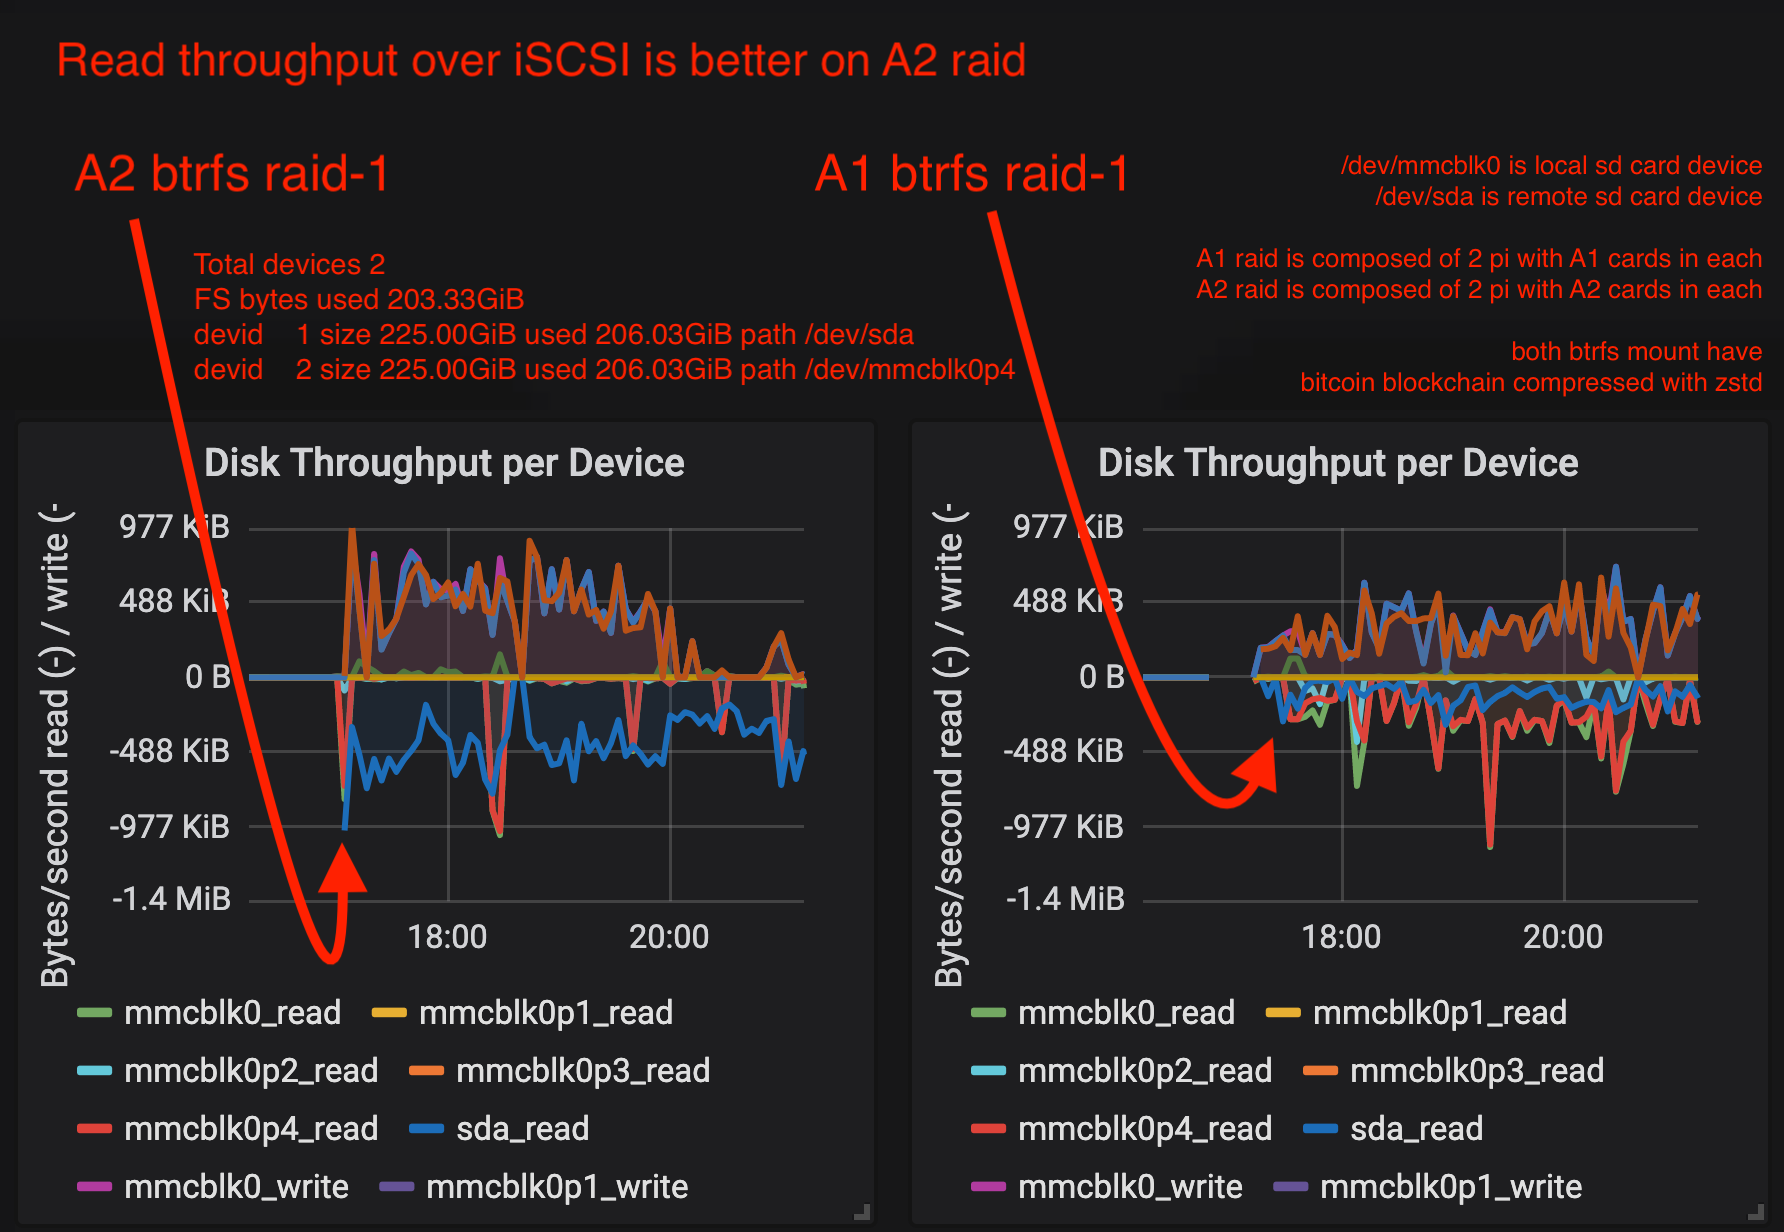 Read throughput over iSCSI is better on A2 raid
A2 btrfs raid-1
A1 btrfs raid-1
/dev/mmcblk0 is local sd card device
/dev/sda is remote sd card device
Total devices 2
FS bytes used 203.33GiB
devid 1 size 225.00GiB used 206.03GiB path /dev/sda
devid 2 size 225.00GiB used 206.03GiB path /dev/mmcblk0p4
A1 raid is composed of 2 pi with A1 cards in each
A2 raid is composed of 2 pi with A2 cards in each
both btrfs mount have
bitcoin blockchain compressed with zstd
Disk Throughput per Device
Bytes/second read (-) / write (-
977 KiB
488 KiB
0 B
-488 KiB
-977 KiB
-1.4 MiB
18:00 20:00
mmcblk0_read mmcblk0p1_read
mmcblk0p2_read mmcblk0p3_read
mmcblk0p4_read sda_read
mmcblk0_write mmcblk0p1_write
Disk Throughput per Device
Bytes/second read (-) / write (-
977 KiB
488 KiB
0 B
-488 KiB
-977 KiB
-1.4 MiB
18:00 20:00
mmcblk0_read mmcblk0p1_read
mmcblk0p2_read mmcblk0p3_read
mmcblk0p4_read sda_read
mmcblk0_write mmcblk0p1_write